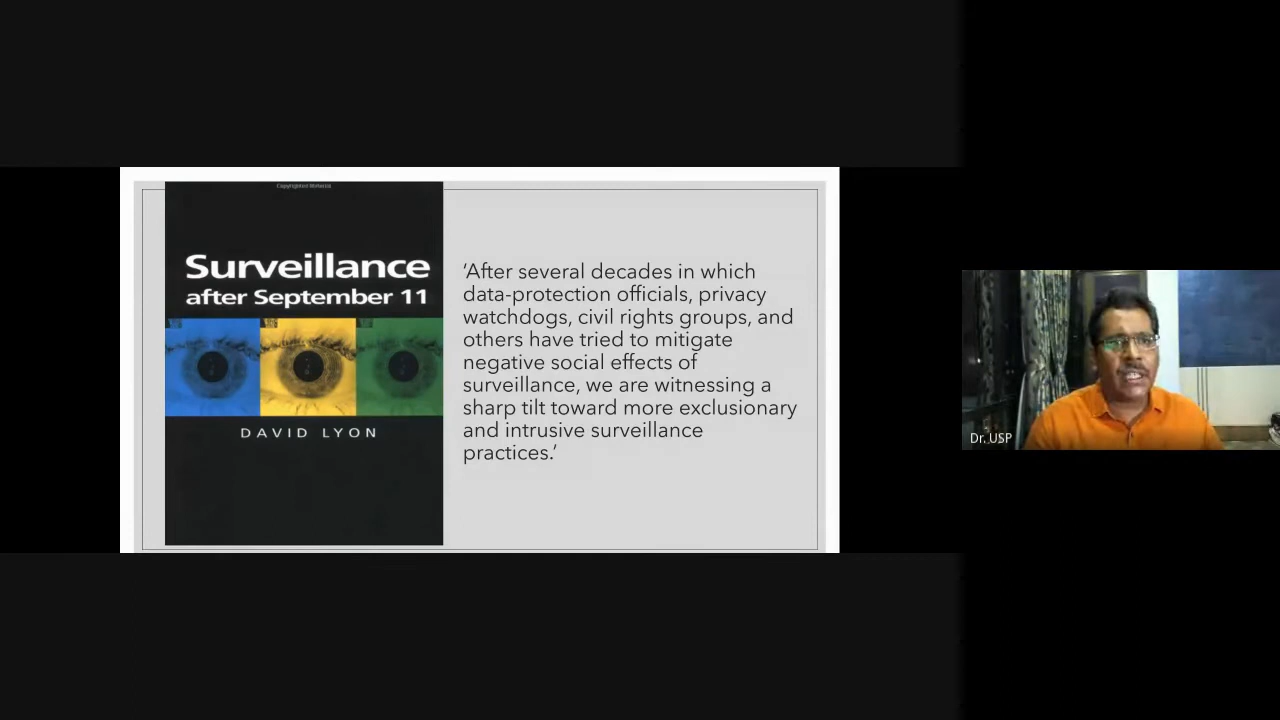 Copyrighted Material
Surveillance
after September 11
DAVID LYON
‘After several decades in which
data-protection officials, privacy
watchdogs, civil rights groups, and
others have tried to mitigate
negative social effects of
surveillance, we are witnessing a
sharp tilt toward more exclusionary
and intrusive surveillance
practices.’
Dr. USP